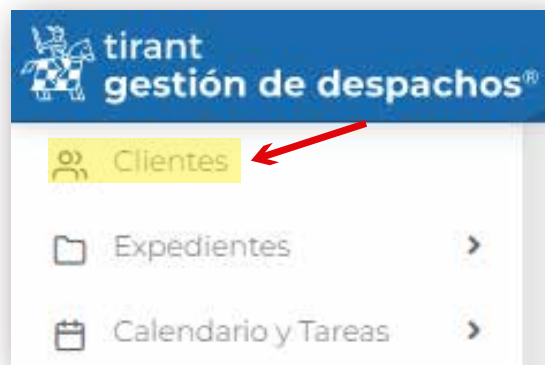 tirant
gestión de despachos®
Clientes
Expedientes
Calendario y Tareas